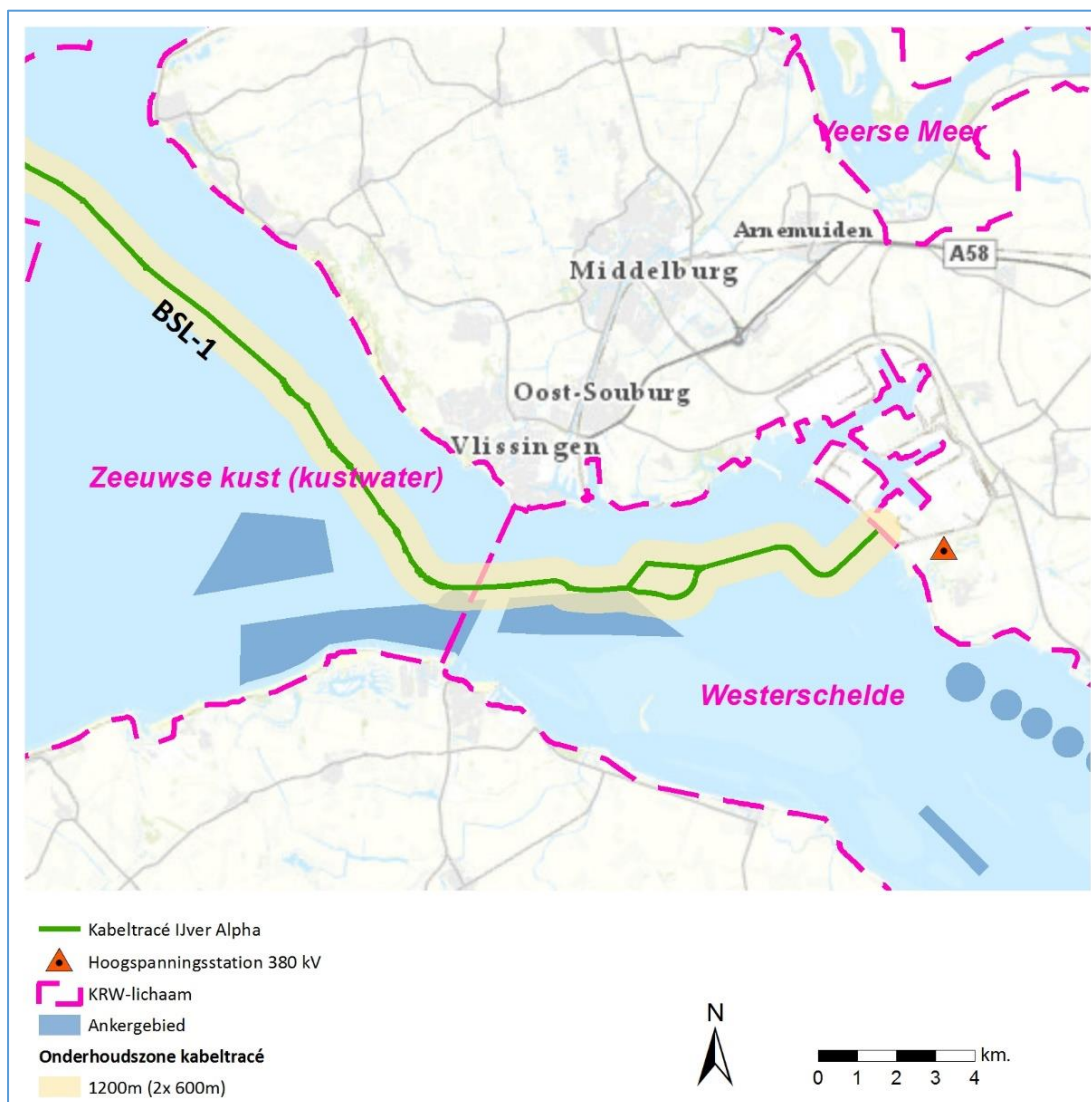 Veerse Meer
Arnemuiden
A58
Middelburg
BSL-1
Oost-Souburg
Vlissingen
Zeeuwse kust (kustwater)
Westerschelde
Kabeltracé IJver Alpha
Hoogspanningsstation 380 kV
KRW-lichaam
Ankergebied
Onderhoudszone kabeltracé
1200m (2x 600m)
N
km.
0 1 2 3 4